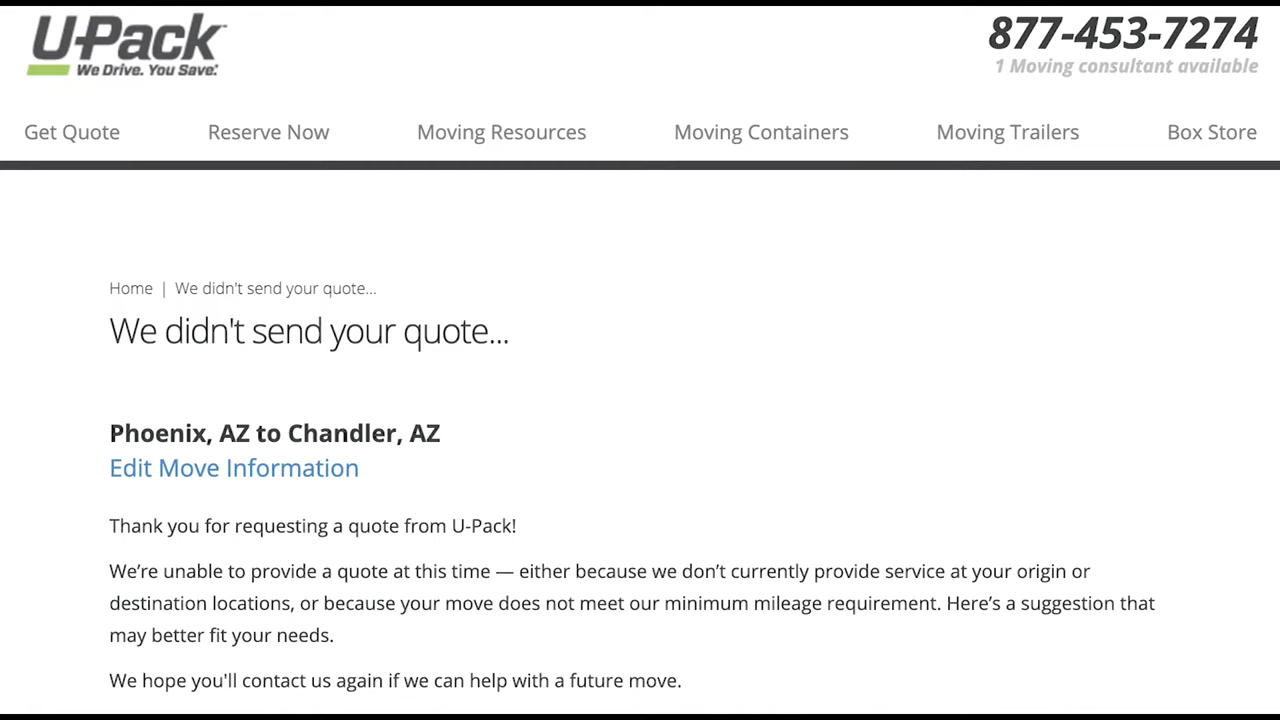 U-Pack
We Drive. You Save.
877-453-7274
1 Moving consultant available
Get Quote Reserve Now Moving Resources Moving Containers Moving Trailers Box Store
Home | We didn't send your quote...
We didn't send your quote...
Phoenix, AZ to Chandler, AZ
Edit Move Information
Thank you for requesting a quote from U-Pack!
We’re unable to provide a quote at this time — either because we don’t currently provide service at your origin or
destination locations, or because your move does not meet our minimum mileage requirement. Here’s a suggestion that
may better fit your needs.
We hope you'll contact us again if we can help with a future move.